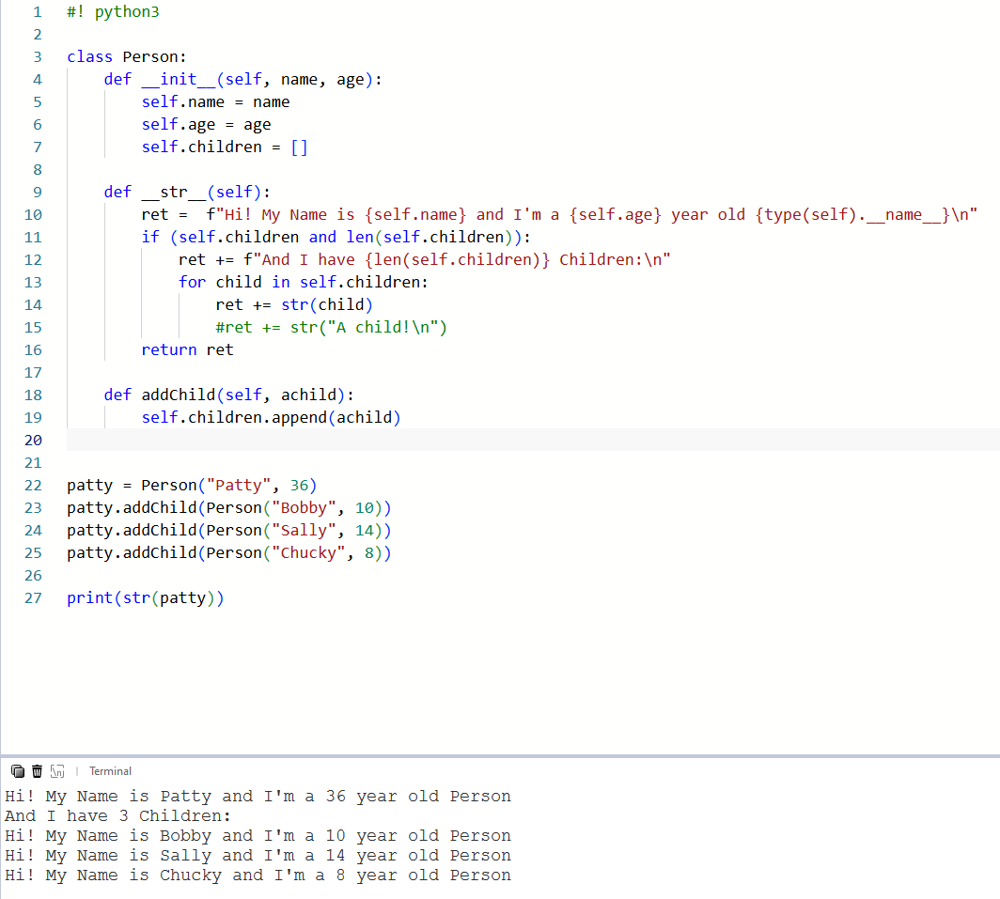 1 #! python3
2
3 class Person:
4     def __init__(self, name, age):
5         self.name = name
6         self.age = age
7         self.children = []
8
9     def __str__(self):
10         ret =  f"Hi! My Name is {self.name} and I'm a {self.age} year old {type(self).__name__}\n"
11         if (self.children and len(self.children)):
12             ret += f"And I have {len(self.children)} Children:\n"
13             for child in self.children:
14                 ret += str(child)
15                 #ret += str("A child!\n")
16         return ret
17
18     def addChild(self, achild):
19         self.children.append(achild)
20
21
22 patty = Person("Patty", 36)
23 patty.addChild(Person("Bobby", 10))
24 patty.addChild(Person("Sally", 14))
25 patty.addChild(Person("Chucky", 8))
26
27 print(str(patty))
\n | Terminal
Hi! My Name is Patty and I'm a 36 year old Person
And I have 3 Children:
Hi! My Name is Bobby and I'm a 10 year old Person
Hi! My Name is Sally and I'm a 14 year old Person
Hi! My Name is Chucky and I'm a 8 year old Person